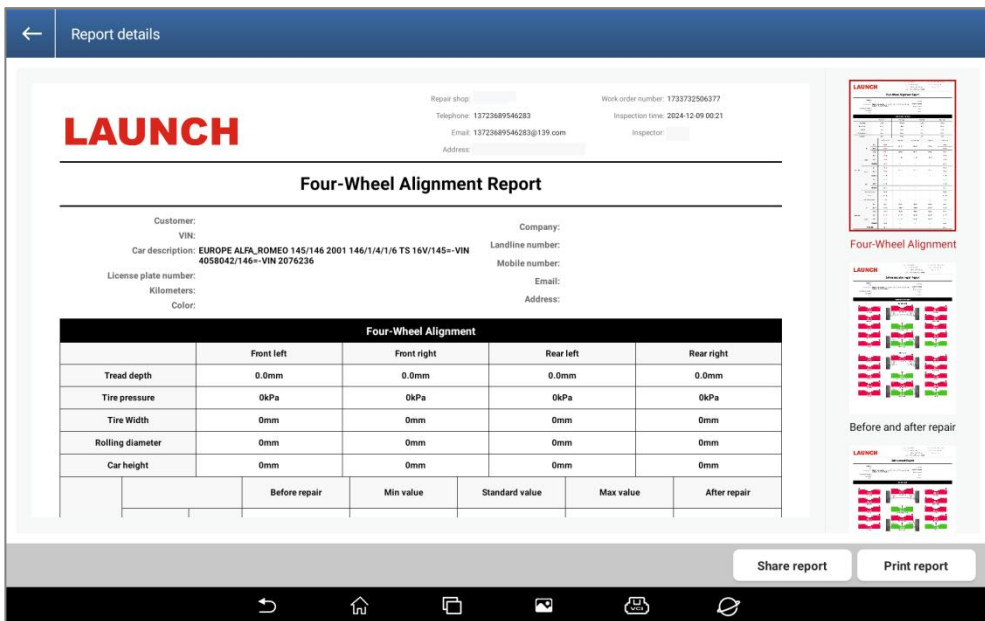 Report details
LAUNCH
Repair shop:
Work order number: 1733732506377
Telephone: 13723689546283
Inspection time: 2024-12-09 00:21
Email: 13723689546283@139.com
Inspector:
Address:
Four-Wheel Alignment Report
Customer:
VIN:
Car description: EUROPE ALFA_ROMEO 145/146 2001 146/1/4/1/6 TS 16V/145=-VIN
4058042/146=-VIN 2076236
License plate number:
Kilometers:
Color:
Company:
Landline number:
Mobile number:
Email:
Address:
Four-Wheel Alignment
Front left Front right Rear left Rear right
Tread depth 0.0mm 0.0mm 0.0mm 0.0mm
Tire pressure 0kPa 0kPa 0kPa 0kPa
Tire Width 0mm 0mm 0mm 0mm
Rolling diameter 0mm 0mm 0mm 0mm
Car height 0mm 0mm 0mm 0mm
Before repair Min value Standard value Max value After repair
LAUNCH
Four-Wheel Alignment
LAUNCH
Before and after repair
LAUNCH
Share report
Print report
VCI